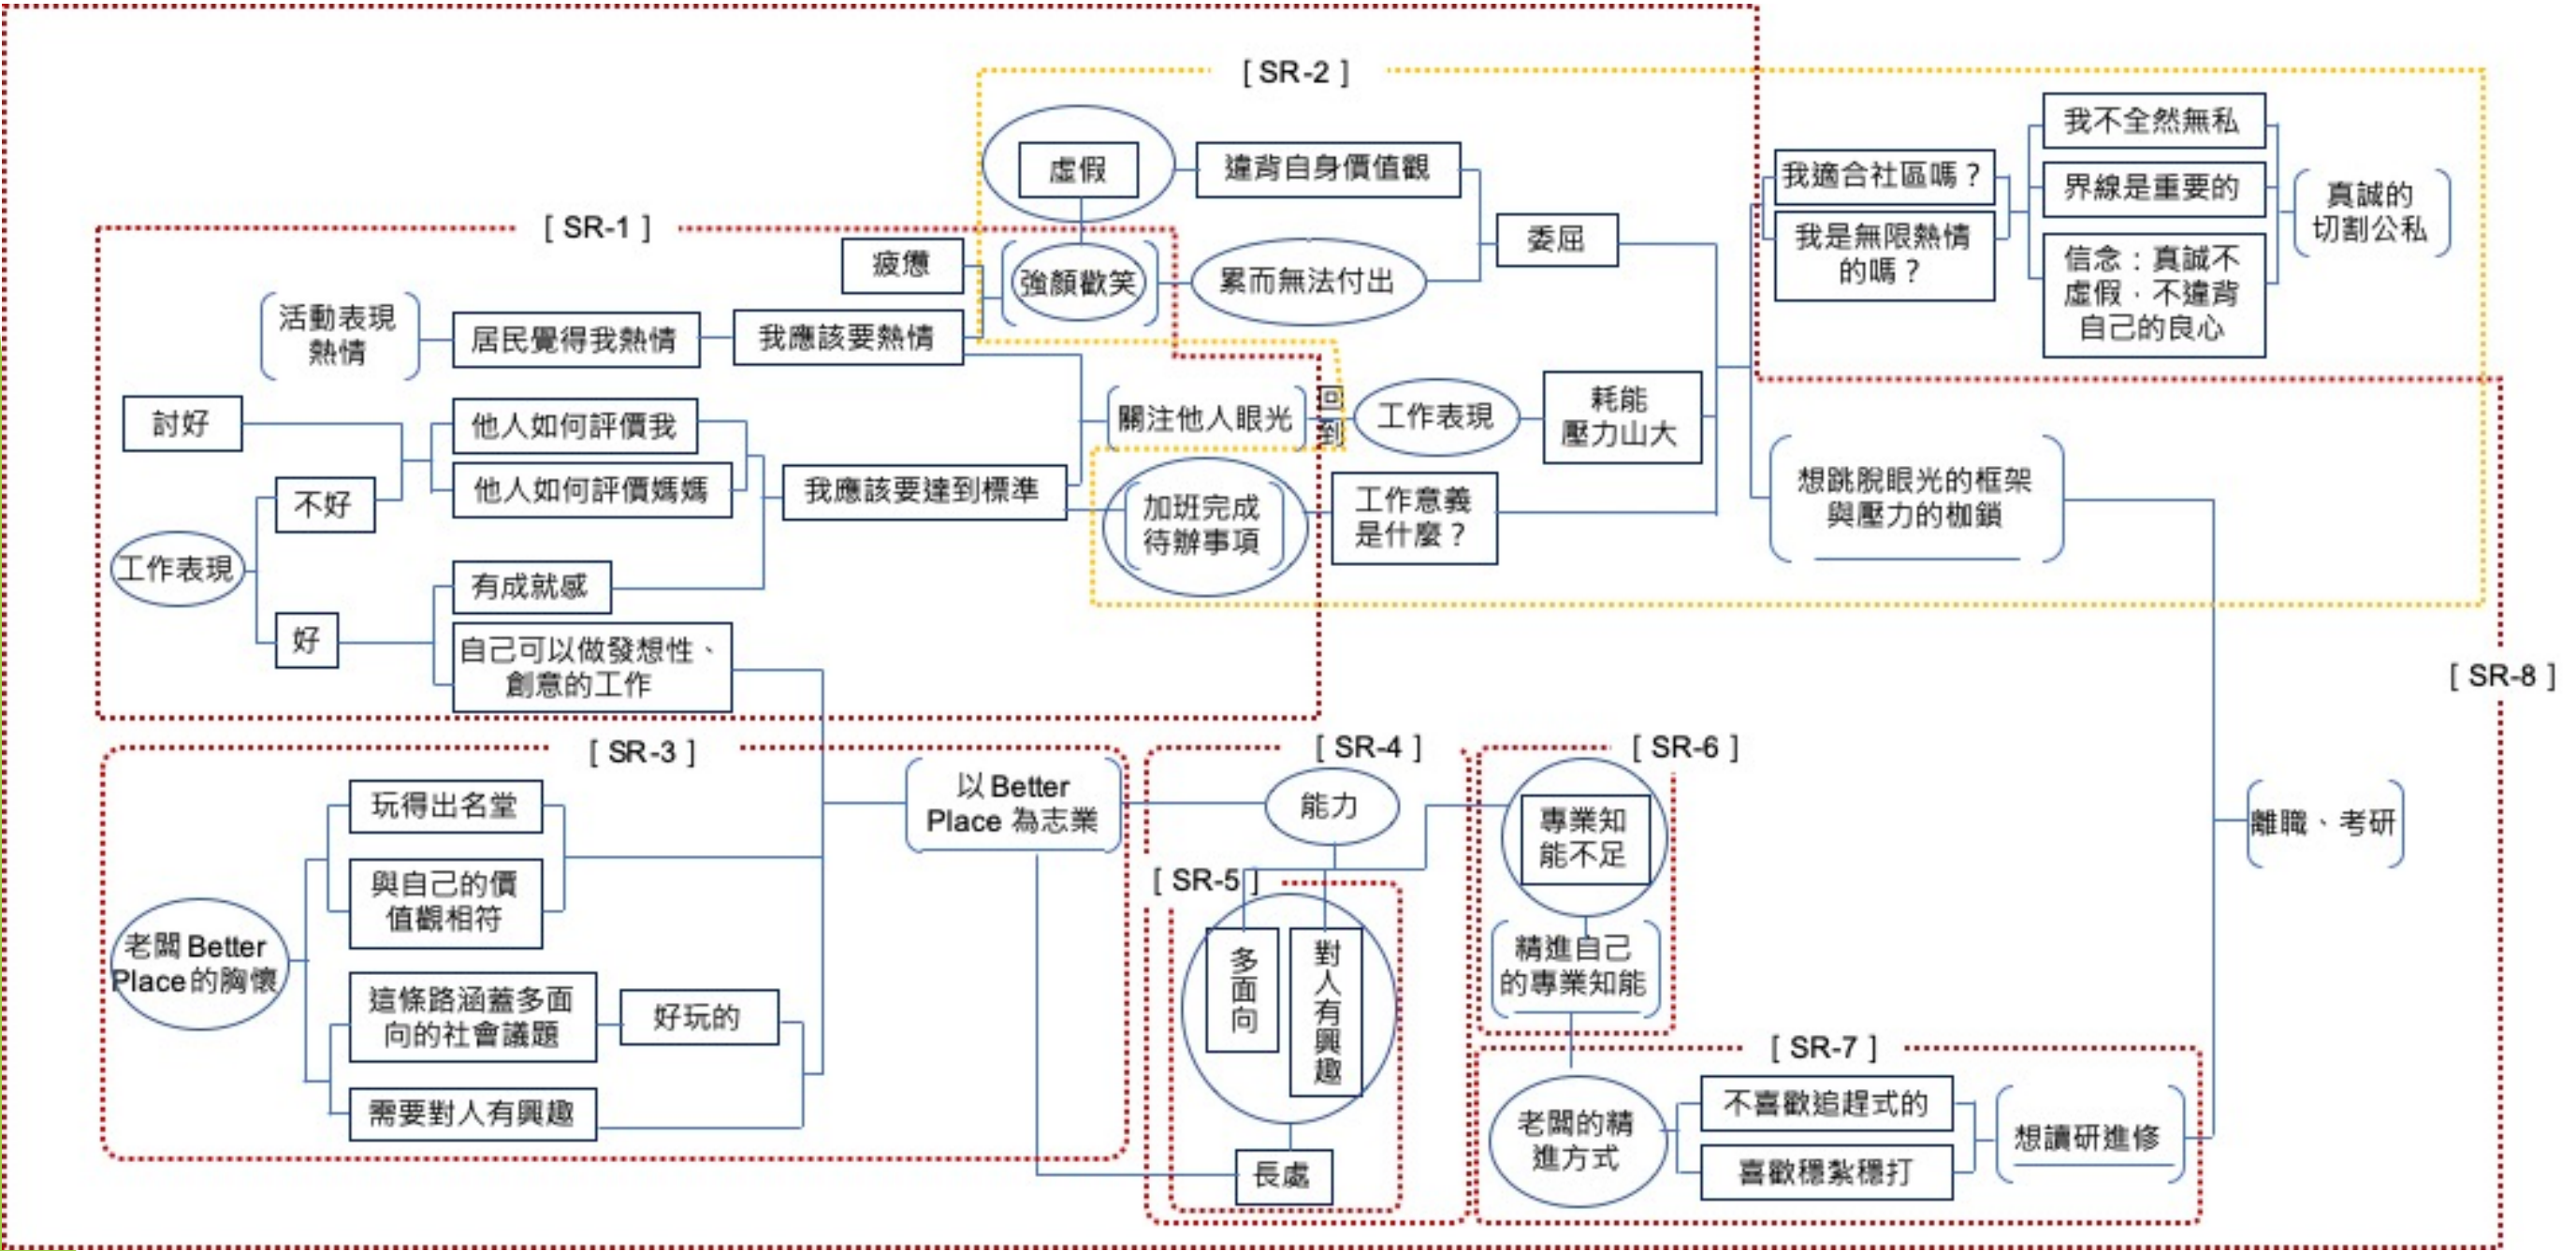 [ SR-2 ]
虛假
違背自身價值觀
委屈
強顏歡笑
累而無法付出
我適合社區嗎？
我是無限熱情
的嗎？
我不全然無私
界線是重要的
信念：真誠不
虛假，不違背
自己的良心
真誠的
切割公私
[ SR-1 ]
疲憊
活動表現
熱情
居民覺得我熱情
我應該要熱情
討好
他人如何評價我
他人如何評價媽媽
不好
我應該要達到標準
關注他人眼光
回
到
工作表現
耗能
壓力山大
加班完成
待辦事項
工作意義
是什麼？
想跳脫眼光的框架
與壓力的枷鎖
工作表現
有成就感
好
自己可以做發想性、
創意的工作
[ SR-8 ]
[ SR-3 ]
玩得出名堂
與自己的價
值觀相符
以 Better
Place 為志業
老闆 Better
Place 的胸懷
這條路涵蓋多面
向的社會議題
好玩的
需要對人有興趣
[ SR-4 ]
能力
[ SR-5 ]
多面向
對人有興趣
長處
[ SR-6 ]
專業知
能不足
精進自己
的專業知能
離職、考研
[ SR-7 ]
老闆的精
進方式
不喜歡追趕式的
喜歡穩紮穩打
想讀研進修